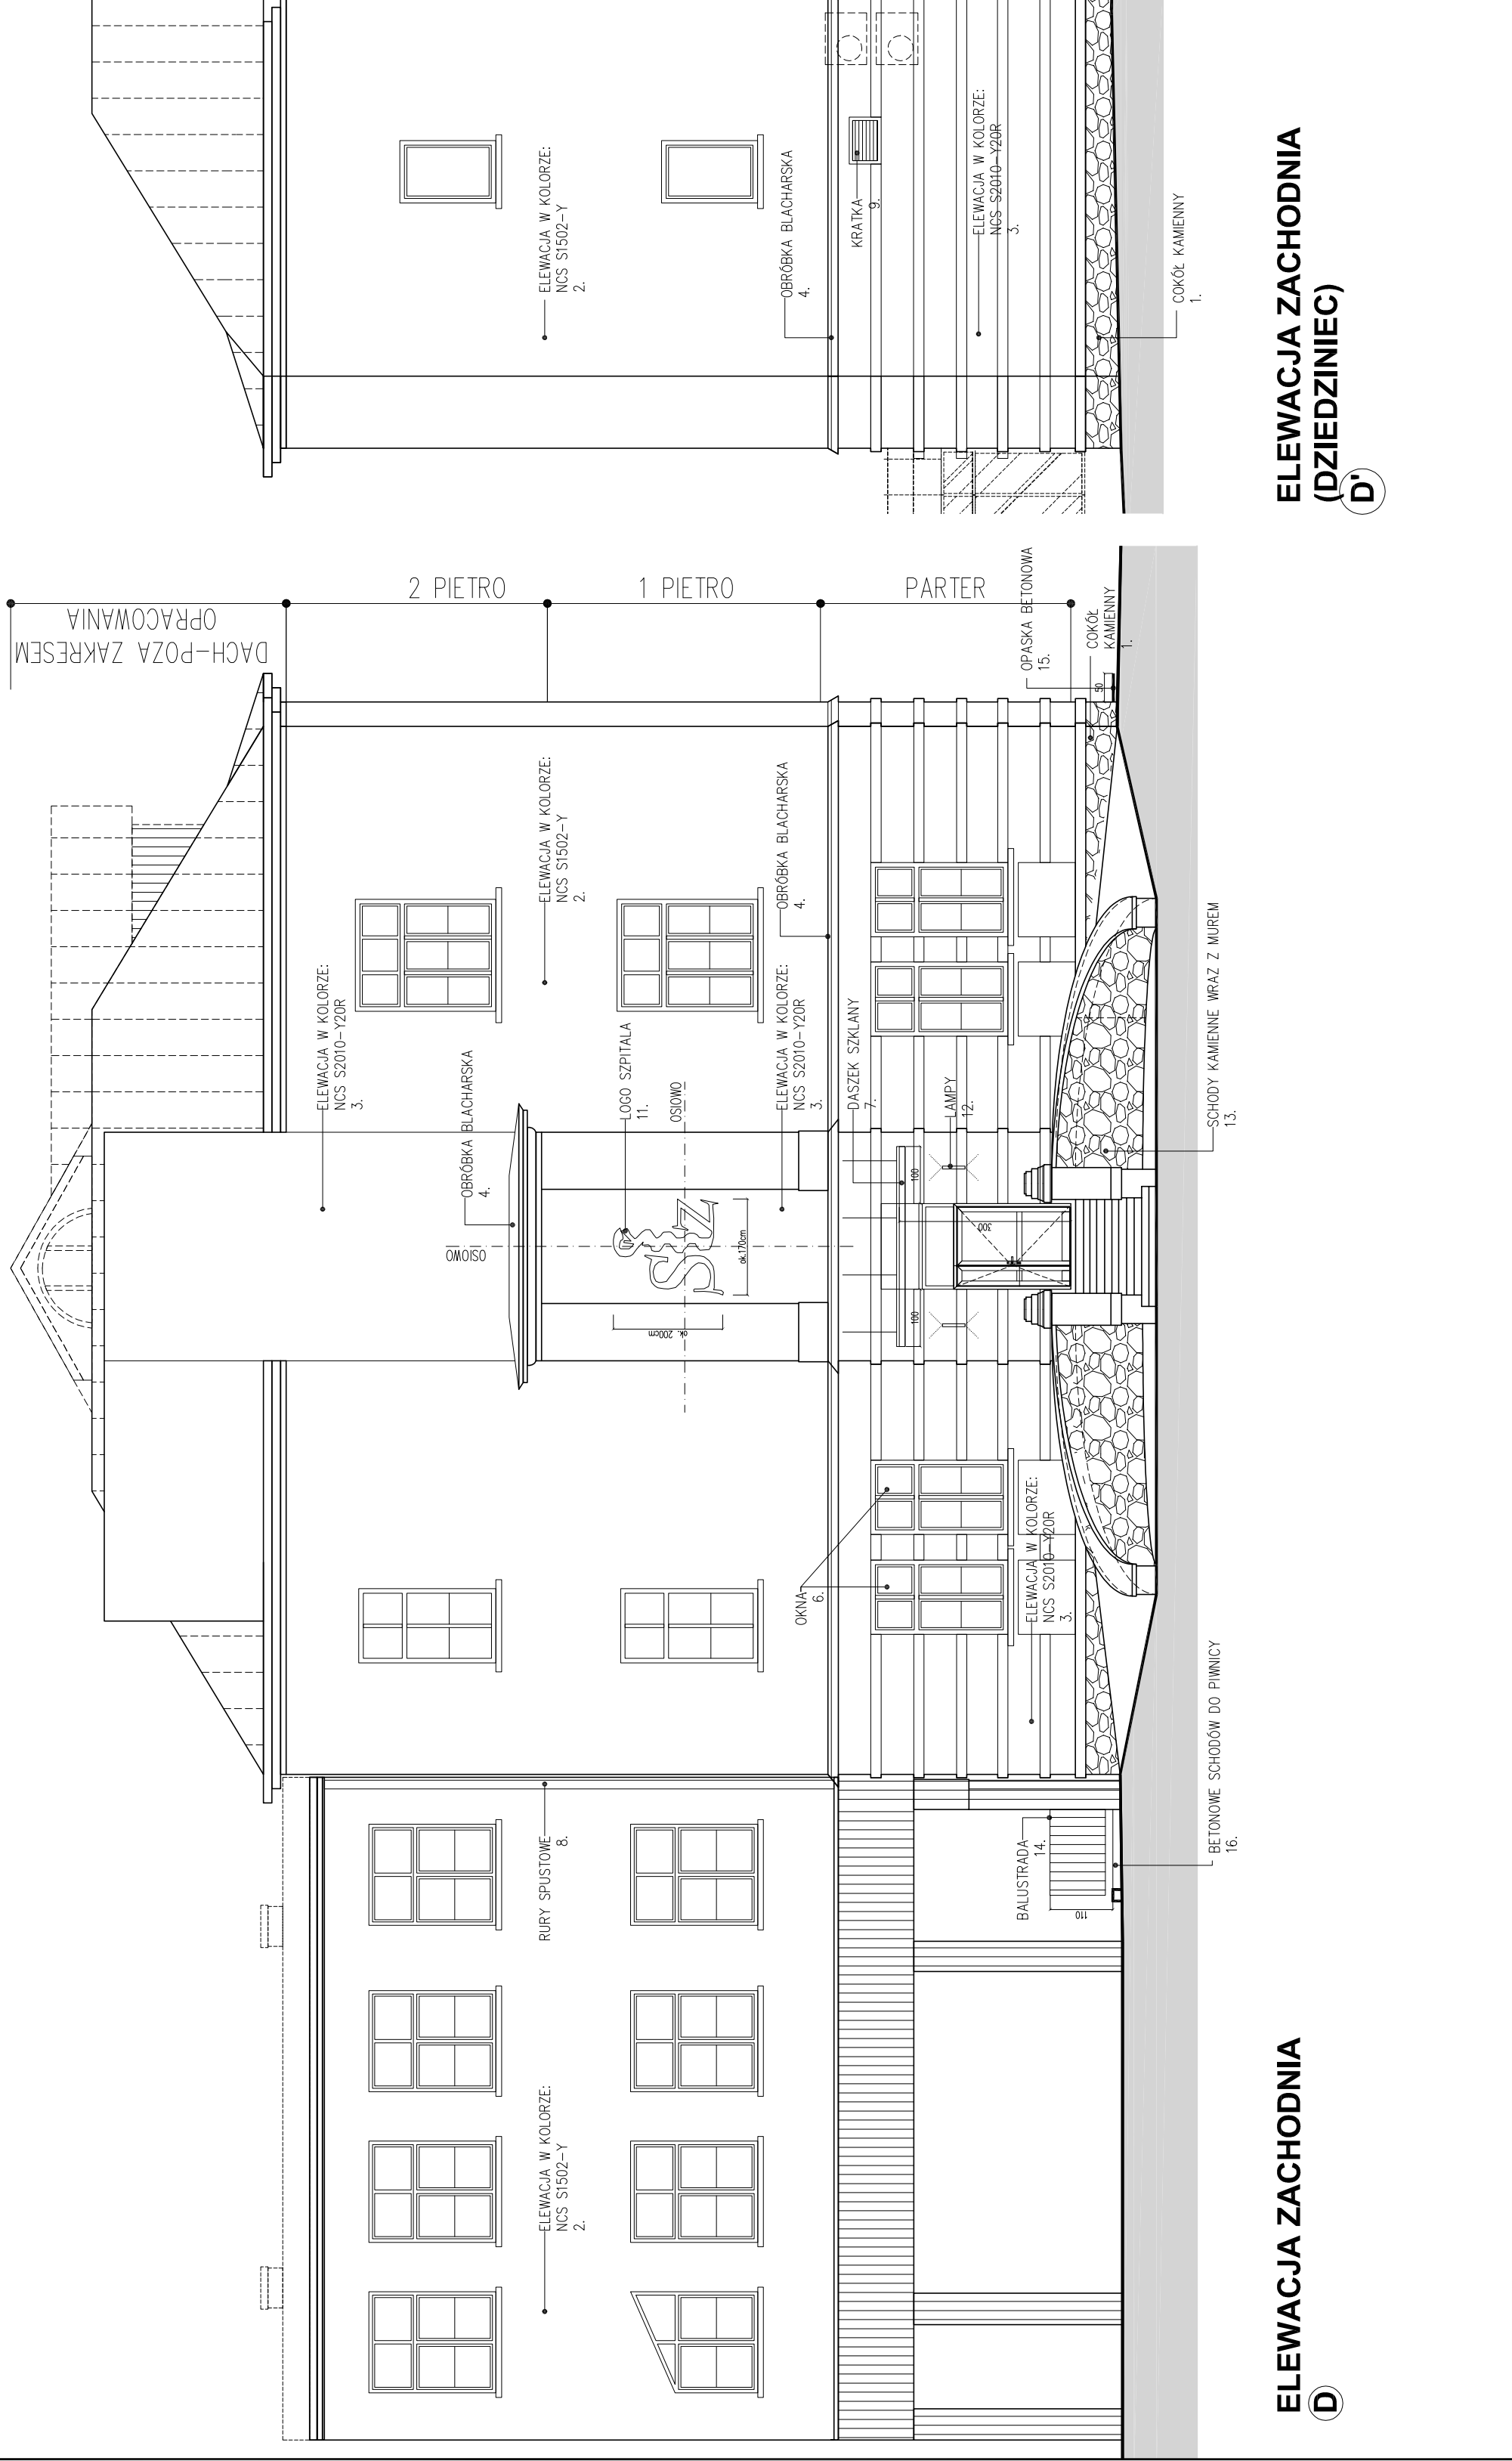 DACH-POZA ZAKRESEM
OPRACOWANIA
2 PIETRO
1 PIETRO
PARTER
ELEWACJA W KOLORZE:
NCS S1502-Y
2.
RURY SPUSTOWE
8.
ELEWACJA W KOLORZE:
NCS S2010-Y20R
3.
OBRÓBKA BLACHARSKA
4.
OSIOWO
LOGO SZPITALA
11.
OSIOWO
SZ
ok.170cm
ok. 200cm
ELEWACJA W KOLORZE:
NCS S1502-Y
2.
OBRÓBKA BLACHARSKA
4.
ELEWACJA W KOLORZE:
NCS S2010-Y20R
3.
DASZEK SZKLANY
7.
LAMPY
12.
100
100
300
OKNA
6.
ELEWACJA W KOLORZE:
NCS S2010-Y20R
3.
BALUSTRADA
14.
110
BETONOWE SCHODÓW DO PIWNICY
16.
SCHODY KAMIENNE WRAZ Z MUREM
13.
OPASKA BETONOWA
15.
50
COKÓŁ
KAMIENNY
1.
ELEWACJA ZACHODNIA
D
ELEWACJA W KOLORZE:
NCS S1502-Y
2.
OBRÓBKA BLACHARSKA
4.
KRATKA
9.
ELEWACJA W KOLORZE:
NCS S2010-Y20R
3.
COKÓŁ KAMIENNY
1.
ELEWACJA ZACHODNIA
(DZIEDZINIEC)
D'